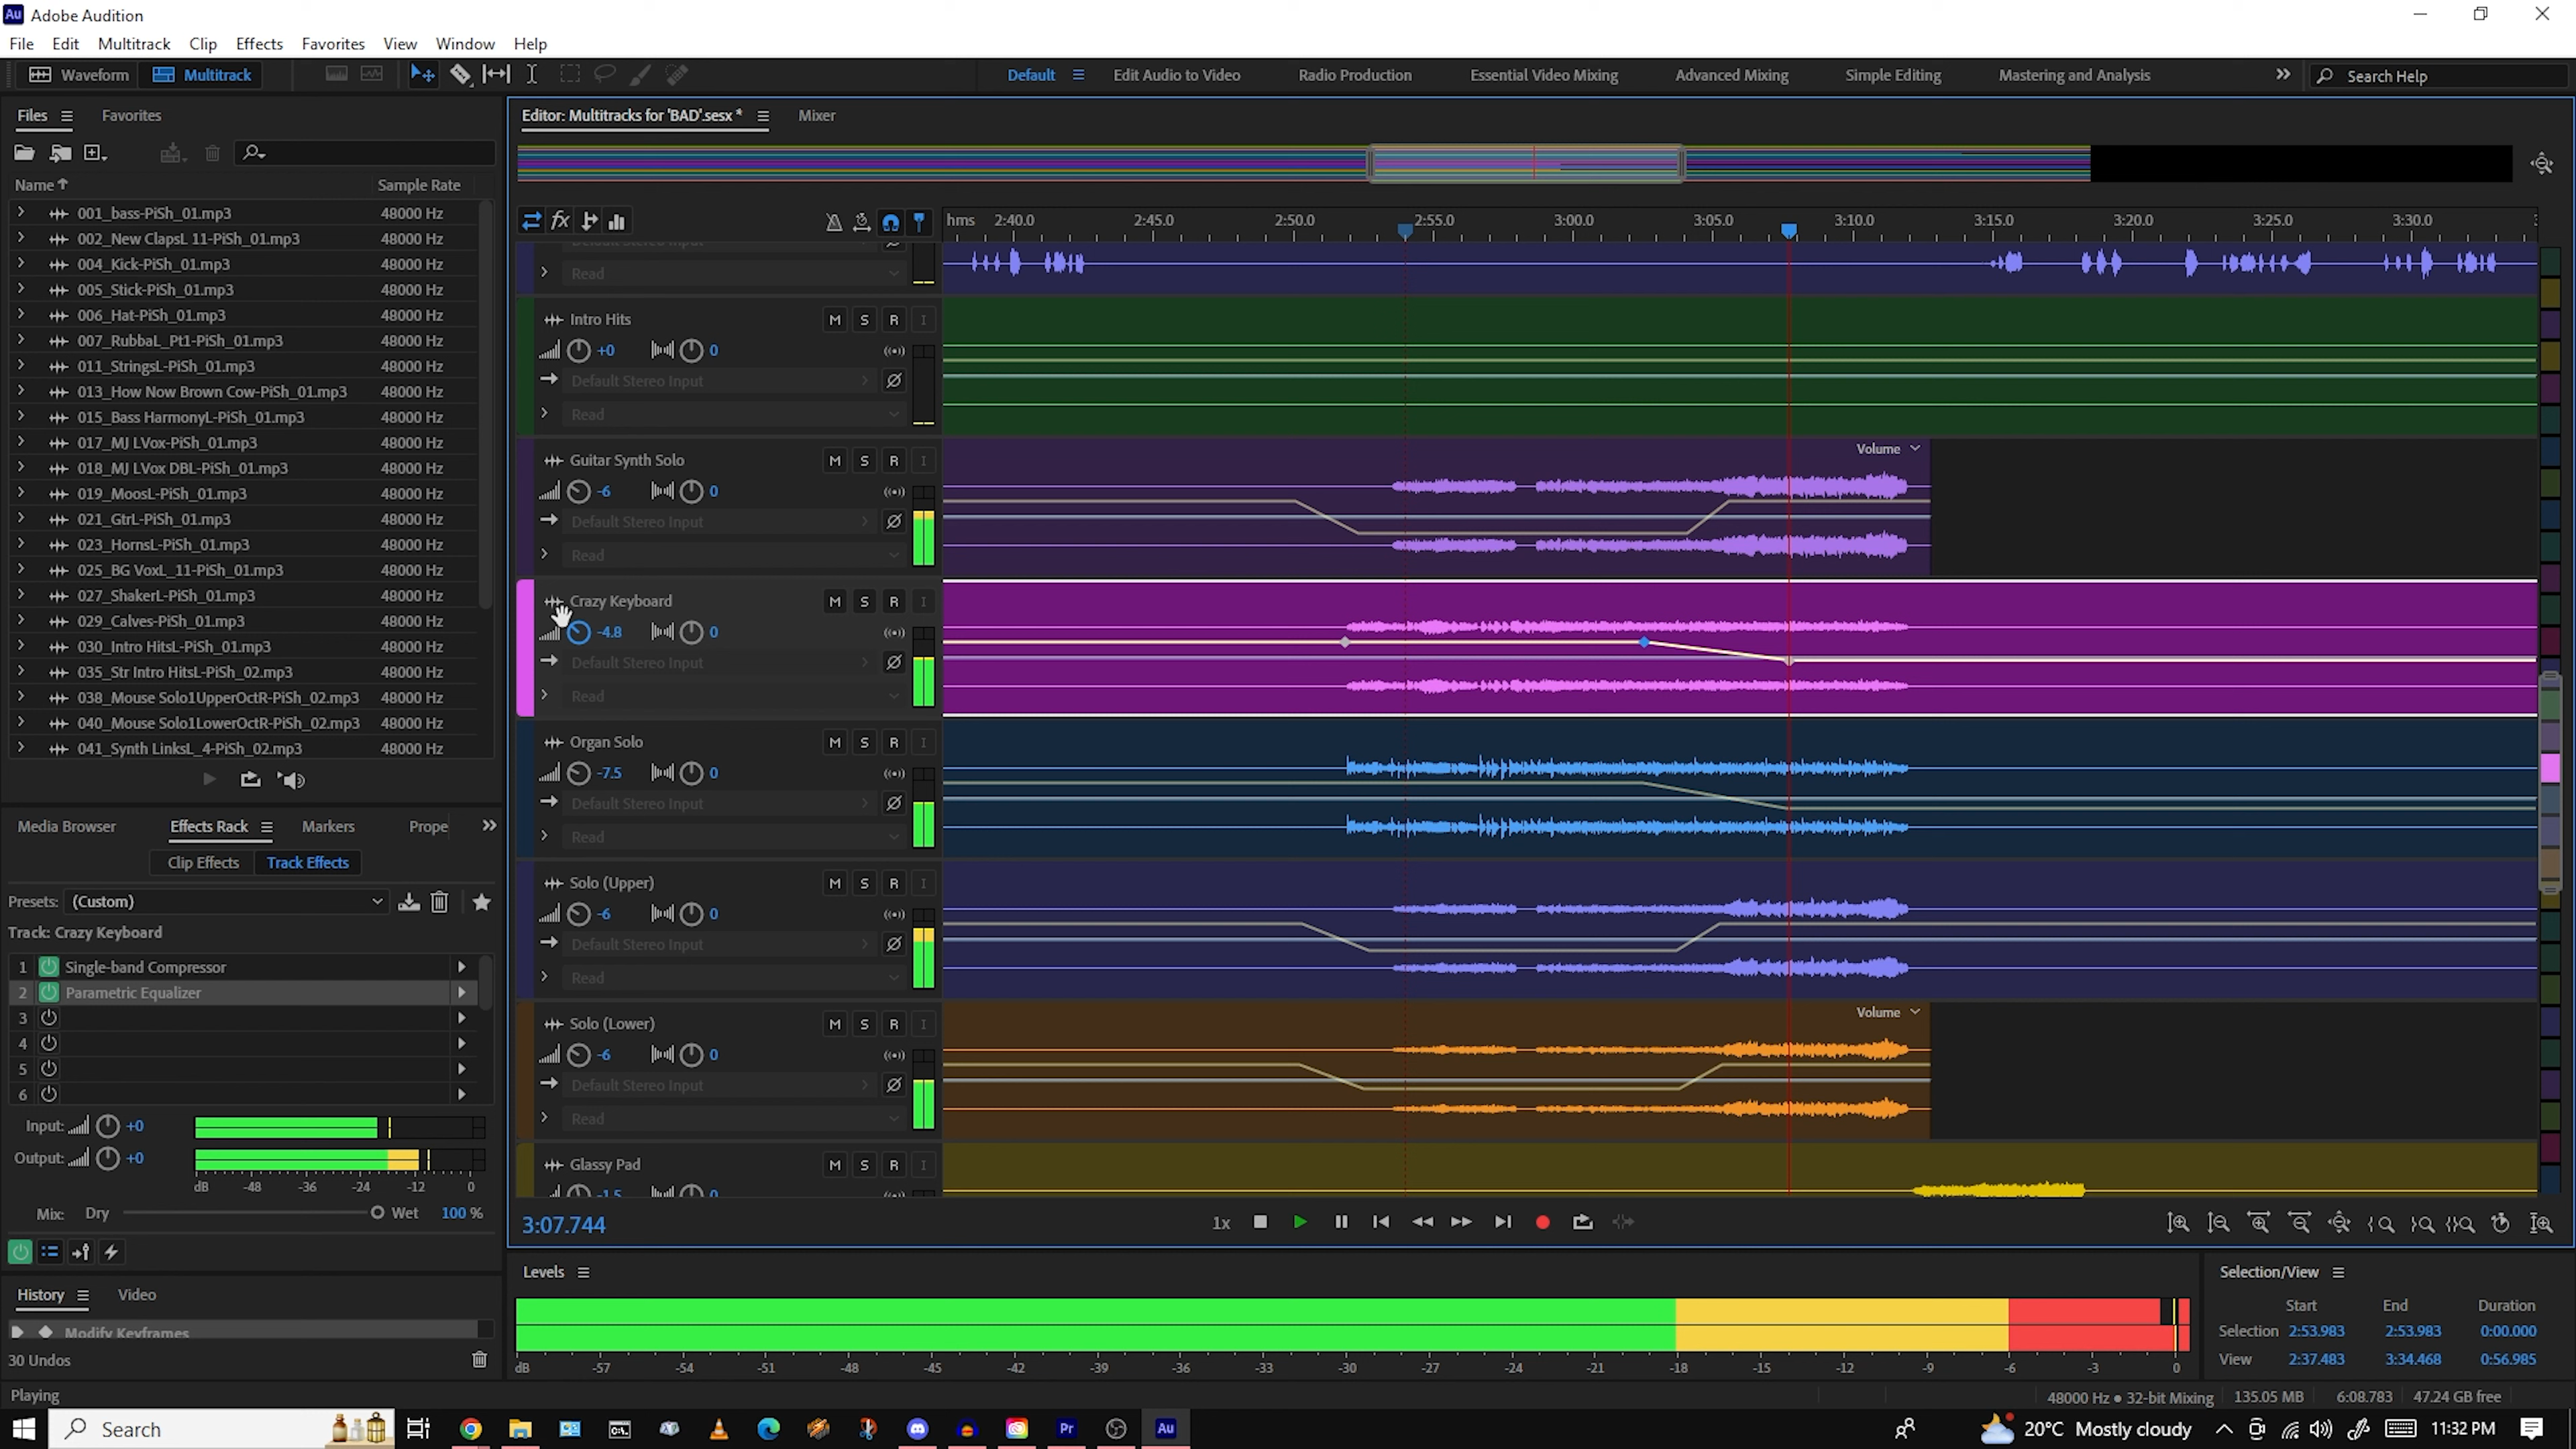 Au Adobe Audition
File Edit Multitrack Clip Effects Favorites View Window Help
Waveform Multitrack Default Edit Audio to Video Radio Production Essential Video Mixing Advanced Mixing Simple Editing Mastering and Analysis Search Help
Files Favorites
Name Sample Rate
001_bass-PiSh_01.mp3 48000 Hz
002_New ClapsL 11-PiSh_01.mp3 48000 Hz
004_Kick-PiSh_01.mp3 48000 Hz
005_Stick-PiSh_01.mp3 48000 Hz
006_Hat-PiSh_01.mp3 48000 Hz
007_RubbaL_Pt1-PiSh_01.mp3 48000 Hz
011_StringsL-PiSh_01.mp3 48000 Hz
013_How Now Brown Cow-PiSh_01.mp3 48000 Hz
015_Bass HarmonyL-PiSh_01.mp3 48000 Hz
017_MJ LVox-PiSh_01.mp3 48000 Hz
018_MJ LVox DBL-PiSh_01.mp3 48000 Hz
019_MoosL-PiSh_01.mp3 48000 Hz
021_GtrL-PiSh_01.mp3 48000 Hz
023_HornsL-PiSh_01.mp3 48000 Hz
025_BG VoxL_11-PiSh_01.mp3 48000 Hz
027_ShakerL-PiSh_01.mp3 48000 Hz
029_Calves-PiSh_01.mp3 48000 Hz
030_Intro HitsL-PiSh_01.mp3 48000 Hz
035_Str Intro HitsL-PiSh_02.mp3 48000 Hz
038_Mouse Solo1UpperOctR-PiSh_02.mp3 48000 Hz
040_Mouse Solo1LowerOctR-PiSh_02.mp3 48000 Hz
041_Synth LinksL_4-PiSh_02.mp3 48000 Hz
Media Browser Effects Rack Markers Prope
Clip Effects Track Effects
Presets: (Custom)
Track: Crazy Keyboard
1 Single-band Compressor
2 Parametric Equalizer
3
4
5
6
Input: +0
Output: +0
dB -48 -36 -24 -12 0
Mix: Dry Wet 100 %
History Video
Modify Keyframes
30 Undos
Playing
Editor: Multitracks for 'BAD'.sesx * Mixer
fx hms 2:40.0 2:45.0 2:50.0 2:55.0 3:00.0 3:05.0 3:10.0 3:15.0 3:20.0 3:25.0 3:30.0
Default Stereo Input
Read
Intro Hits M S R I
+0 0
Default Stereo Input
Read
Guitar Synth Solo M S R I Volume
-6 0
Default Stereo Input
Read
Crazy Keyboard M S R I
-4.8 0
Default Stereo Input
Read
Organ Solo M S R I
-7.5 0
Default Stereo Input
Read
Solo (Upper) M S R I
-6 0
Default Stereo Input
Read
Solo (Lower) M S R I Volume
-6 0
Default Stereo Input
Read
Glassy Pad M S R I
-1.5 0
3:07.744 1x
Levels
dB -57 -54 -51 -48 -45 -42 -39 -36 -33 -30 -27 -24 -21 -18 -15 -12 -9 -6 -3 0
Selection/View
Start End Duration
Selection 2:53.983 2:53.983 0:00.000
View 2:37.483 3:34.468 0:56.985
48000 Hz ● 32-bit Mixing 135.05 MB 6:08.783 47.24 GB free
Search Pr Au 20°C Mostly cloudy 11:32 PM